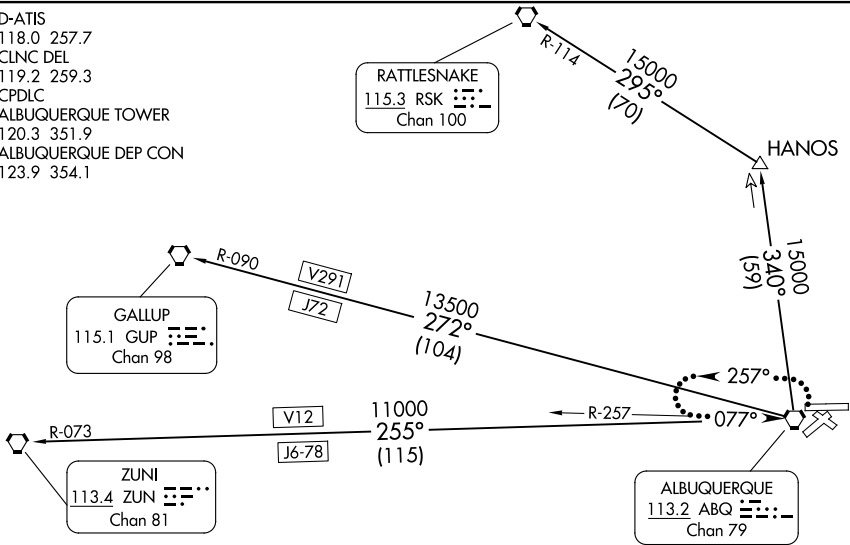 D-ATIS
118.0 257.7
CLNC DEL
119.2 259.3
CPDLC
ALBUQUERQUE TOWER
120.3 351.9
ALBUQUERQUE DEP CON
123.9 354.1
RATTLESNAKE
115.3 RSK
Chan 100
R-114
15000
295°
(70)
HANOS
15000
340°
(59)
R-090
V291
J72
13500
272°
(104)
GALLUP
115.1 GUP
Chan 98
257°
R-257
077°
R-073
V12
J6-78
11000
255°
(115)
ZUNI
113.4 ZUN
Chan 81
ALBUQUERQUE
113.2 ABQ
Chan 79